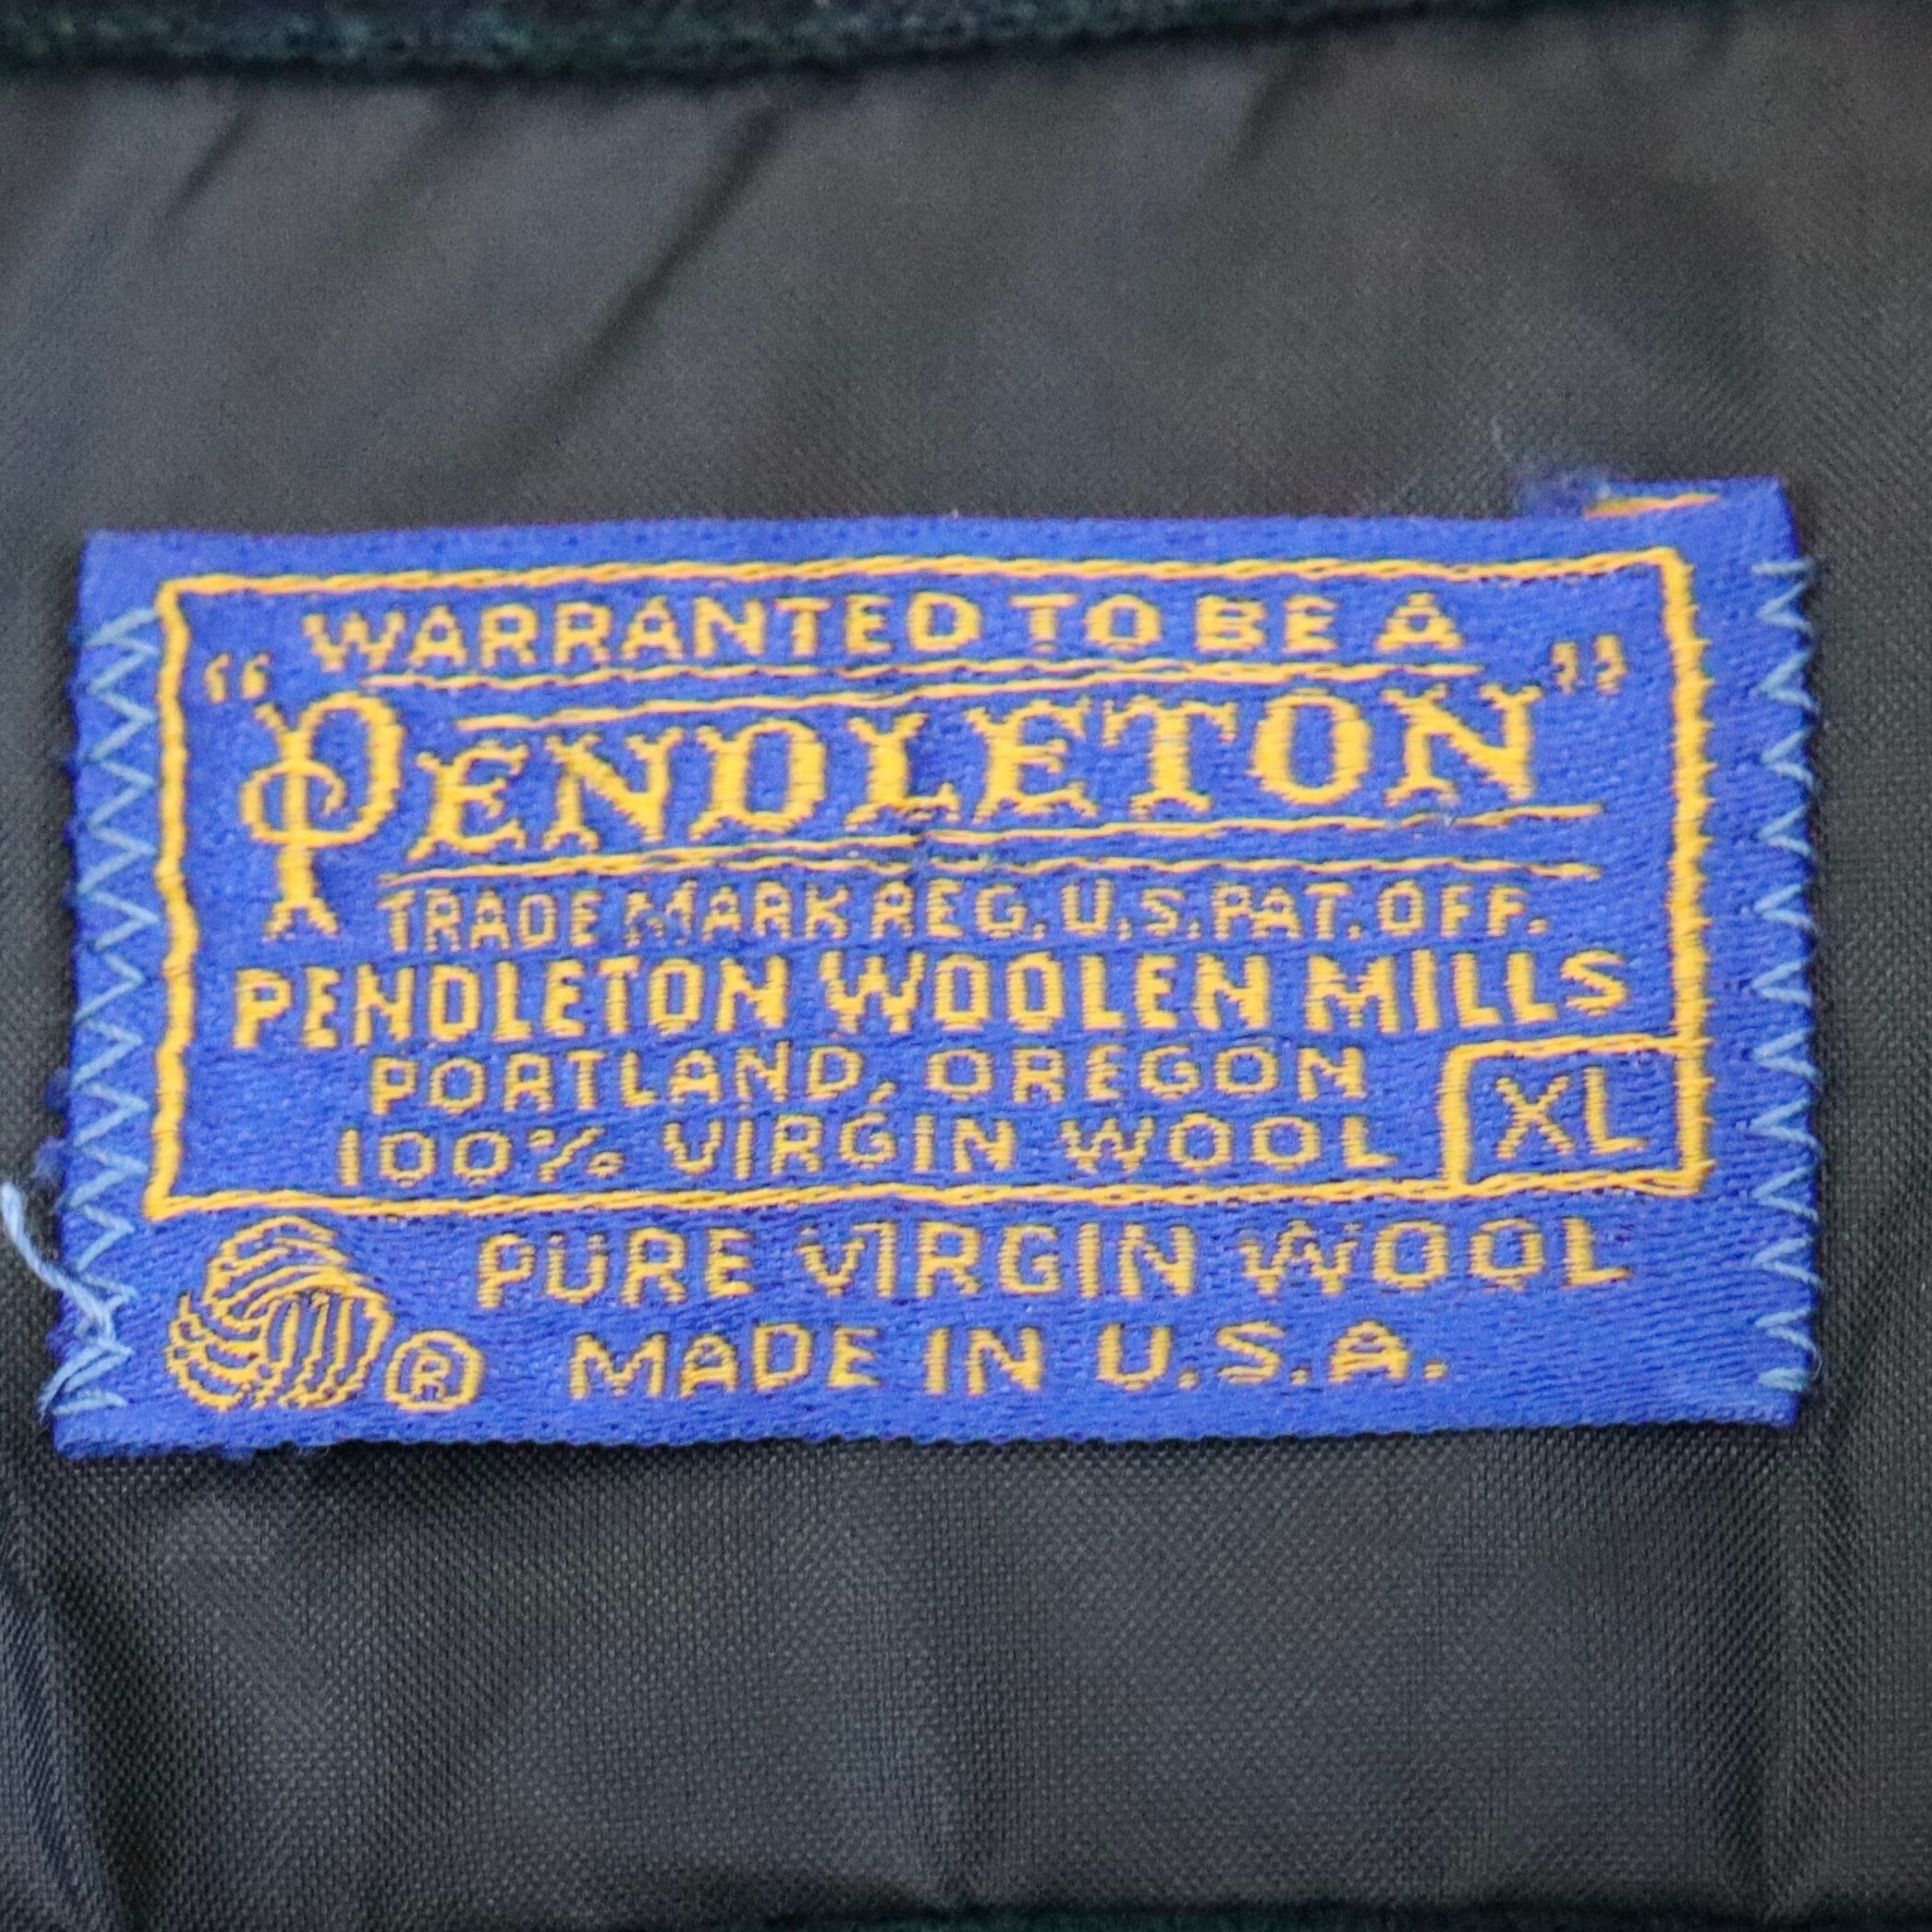 WARRANTED TO BE A
“PENDLETON”
TRADE MARK REG. U.S. PAT. OFF.
PENDLETON WOOLEN MILLS
PORTLAND, OREGON
100% VIRGIN WOOL
XL
PURE VIRGIN WOOL
® MADE IN U.S.A.